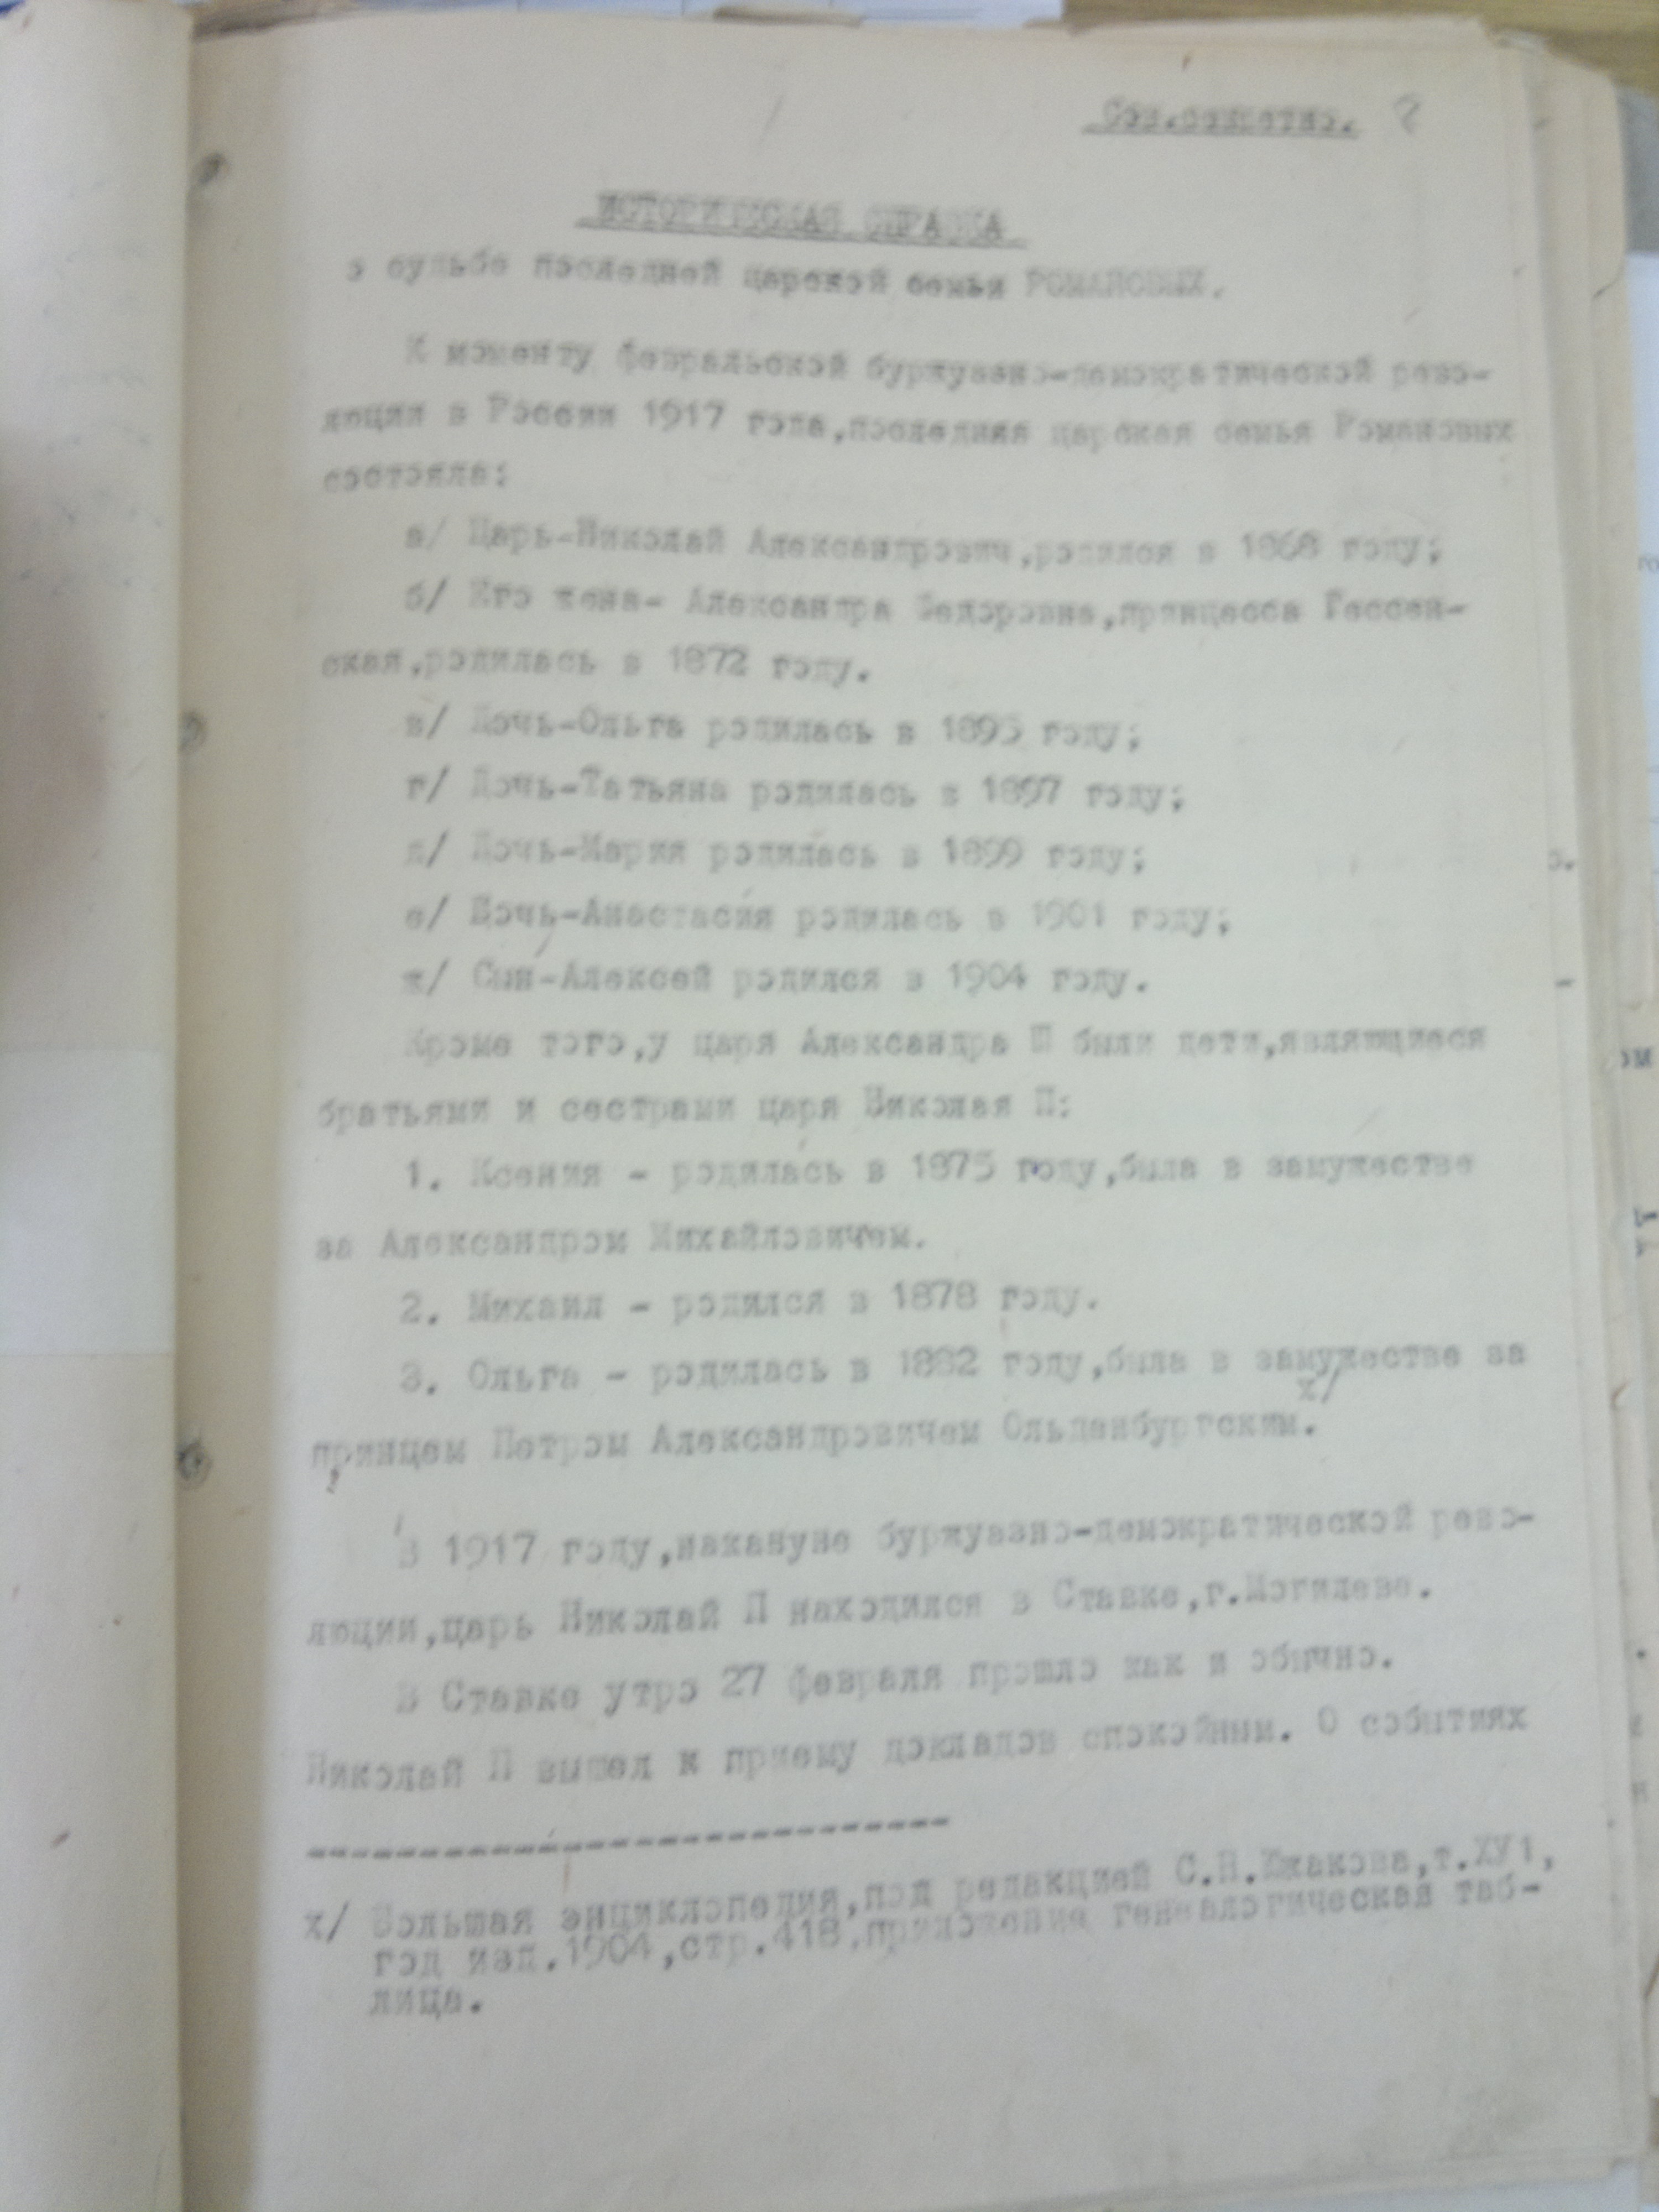 Сов.секретно. 2
ИСТОРИЧЕСКАЯ СПРАВКА
о судьбе последней царской семьи РОМАНОВЫХ.
К моменту февральской буржуазно-демократической рево-
люции в России 1917 года,последняя царская семья Романовых
состояла:
а/ Царь-Николай Александрович,родился в 1868 году;
б/ Его жена- Александра Федоровна,принцесса Гессен-
ская,родилась в 1872 году.
в/ Дочь-Ольга родилась в 1895 году;
г/ Дочь-Татьяна родилась в 1897 году;
д/ Дочь-Мария родилась в 1899 году;
е/ Дочь-Анастасия родилась в 1901 году;
ж/ Сын-Алексей родился в 1904 году.
Кроме того,у царя Александра Ш были дети,являющиеся
братьями и сестрами царя Николая П:
1. Ксения - родилась в 1875 году,была в замужестве
за Александром Михайловичем.
2. Михаил - родился в 1878 году.
3. Ольга - родилась в 1882 году,была в замужестве за
принцем Петром Александровичем Ольденбургским. х/
В 1917 году,накануне буржуазно-демократической рево-
люции,царь Николай П находился в Ставке,г.Могилеве.
В Ставке утро 27 февраля прошло как и обычно.
Николай П вышел к приему докладов спокойным. О событиях
х/ Большая энциклопедия,под редакцией С.Н.Южакова,т.ХУ1,
год изд.1904,стр.418,приложение генеалогическая таб-
лица.